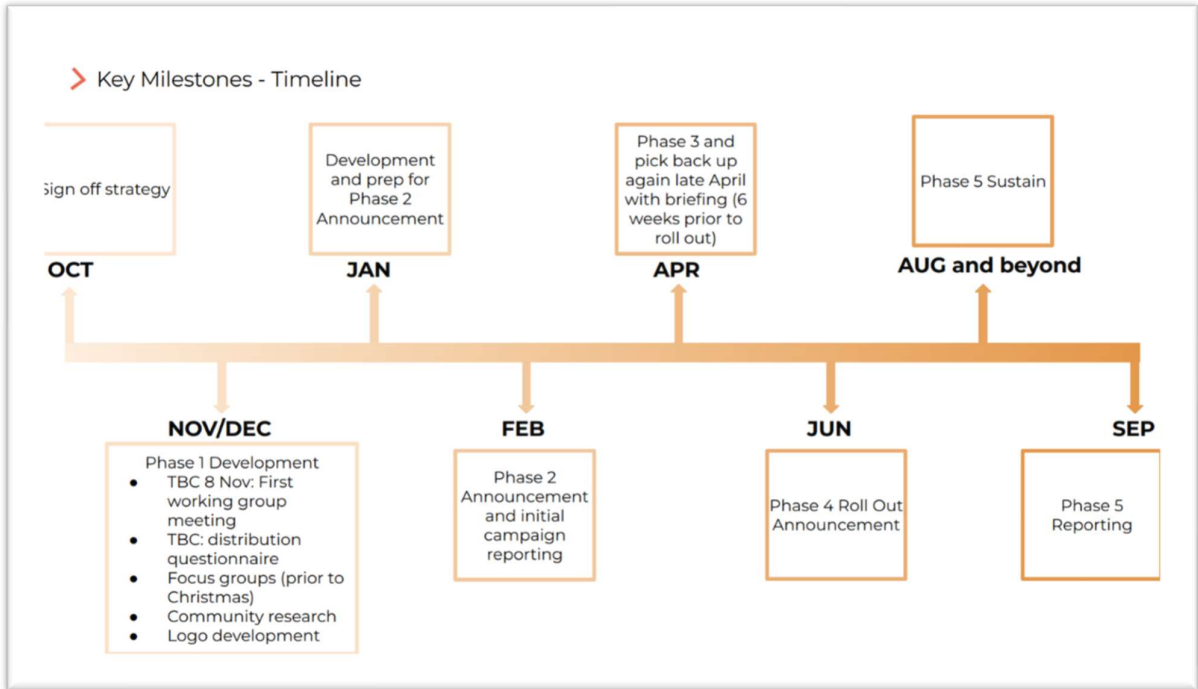 Key Milestones - Timeline
Sign off strategy
OCT
Development
and prep for
Phase 2
Announcement
JAN
Phase 3 and
pick back up
again late April
with briefing (6
weeks prior to
roll out)
APR
Phase 5 Sustain
AUG and beyond
NOV/DEC
Phase 1 Development
● TBC 8 Nov: First
working group
meeting
● TBC: distribution
questionnaire
● Focus groups (prior to
Christmas)
● Community research
● Logo development
FEB
Phase 2
Announcement
and initial
campaign
reporting
JUN
Phase 4 Roll Out
Announcement
SEP
Phase 5
Reporting